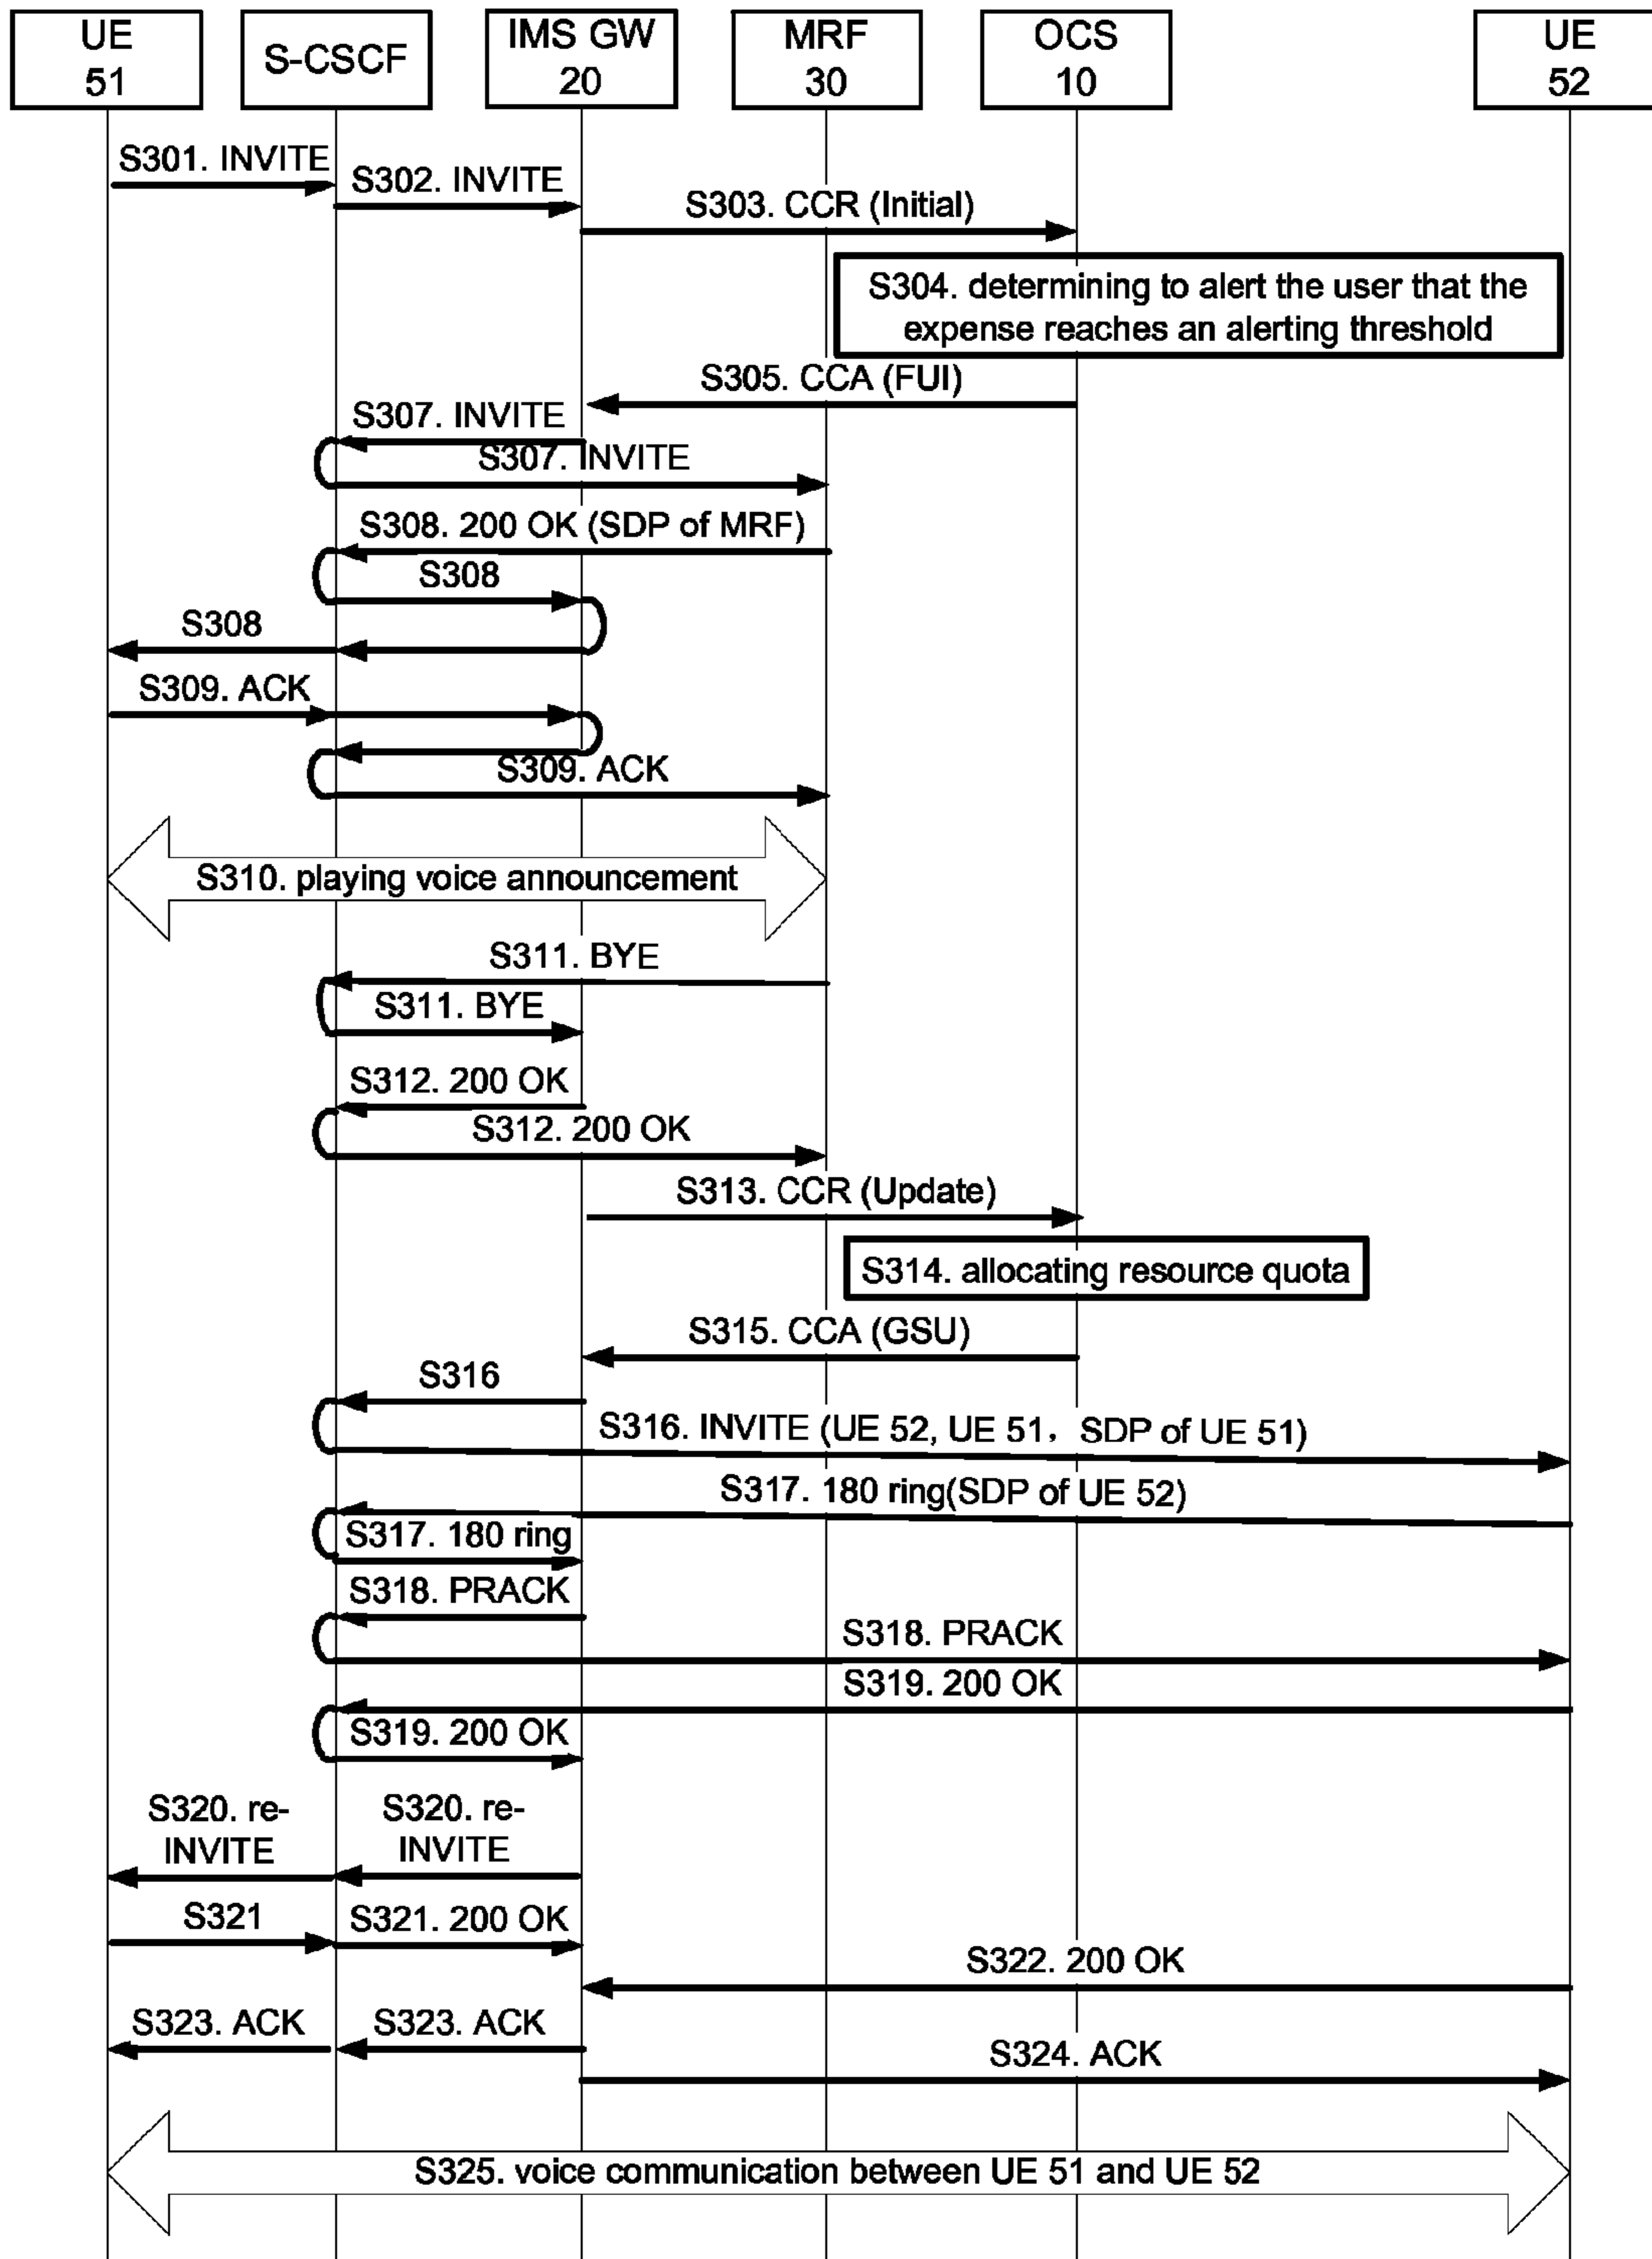 UE
51
S-CSCF
IMS GW
20
MRF
30
OCS
10
UE
52
S301. INVITE
S302. INVITE
S303. CCR (Initial)
S304. determining to alert the user that the
expense reaches an alerting threshold
S305. CCA (FUI)
S307. INVITE
S307. INVITE
S308. 200 OK (SDP of MRF)
S308
S308
S309. ACK
S309. ACK
S310. playing voice announcement
S311. BYE
S311. BYE
S312. 200 OK
S312. 200 OK
S313. CCR (Update)
S314. allocating resource quota
S315. CCA (GSU)
S316
S316. INVITE (UE 52, UE 51，SDP of UE 51)
S317. 180 ring(SDP of UE 52)
S317. 180 ring
S318. PRACK
S318. PRACK
S319. 200 OK
S319. 200 OK
S320. re-
INVITE
S320. re-
INVITE
S321
S321. 200 OK
S322. 200 OK
S323. ACK
S323. ACK
S324. ACK
S325. voice communication between UE 51 and UE 52